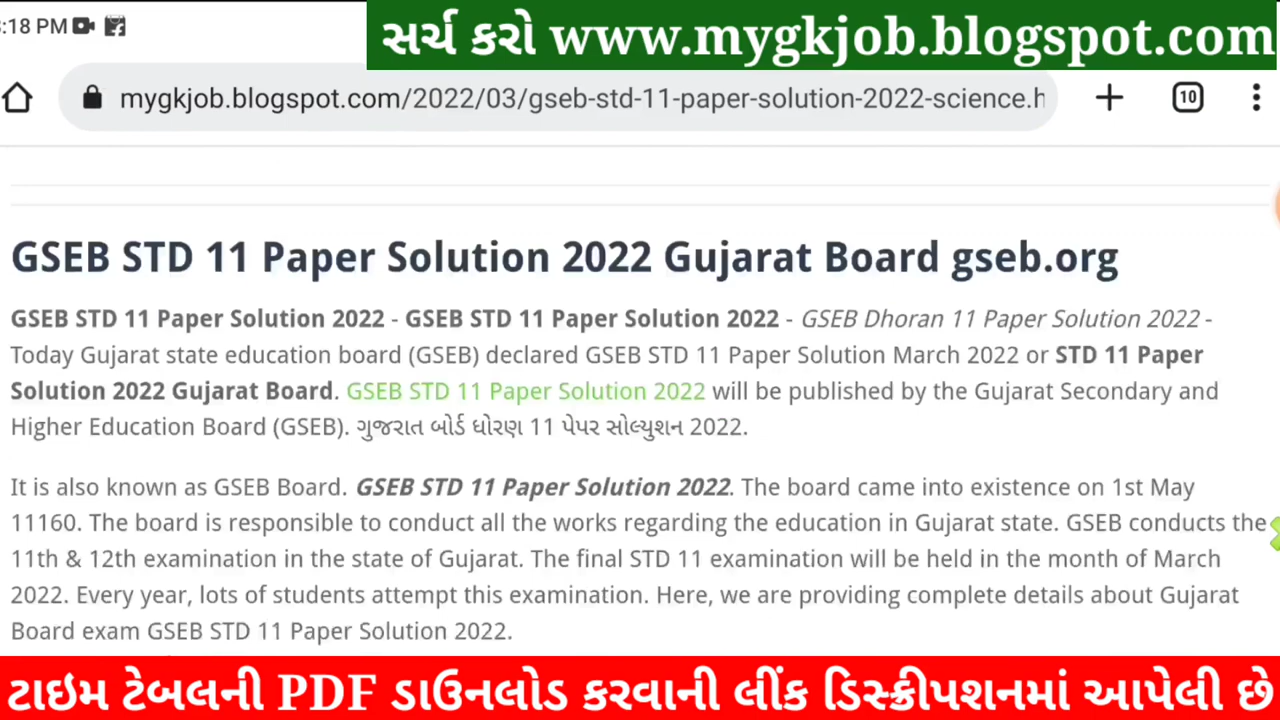 :18 PM
સર્ચ કરો www.mygkjob.blogspot.com
mygkjob.blogspot.com/2022/03/gseb-std-11-paper-solution-2022-science.h
10
GSEB STD 11 Paper Solution 2022 Gujarat Board gseb.org
GSEB STD 11 Paper Solution 2022 - GSEB STD 11 Paper Solution 2022 - GSEB Dhoran 11 Paper Solution 2022 -
Today Gujarat state education board (GSEB) declared GSEB STD 11 Paper Solution March 2022 or STD 11 Paper
Solution 2022 Gujarat Board. GSEB STD 11 Paper Solution 2022 will be published by the Gujarat Secondary and
Higher Education Board (GSEB). ગુજરાત બોર્ડ ધોરણ 11 પેપર સોલ્યુશન 2022.
It is also known as GSEB Board. GSEB STD 11 Paper Solution 2022. The board came into existence on 1st May
11160. The board is responsible to conduct all the works regarding the education in Gujarat state. GSEB conducts the
11th & 12th examination in the state of Gujarat. The final STD 11 examination will be held in the month of March
2022. Every year, lots of students attempt this examination. Here, we are providing complete details about Gujarat
Board exam GSEB STD 11 Paper Solution 2022.
ટાઇમ ટેબલની PDF ડાઉનલોડ કરવાની લીંક ડિસ્ક્રીપશનમાં આપેલી છે